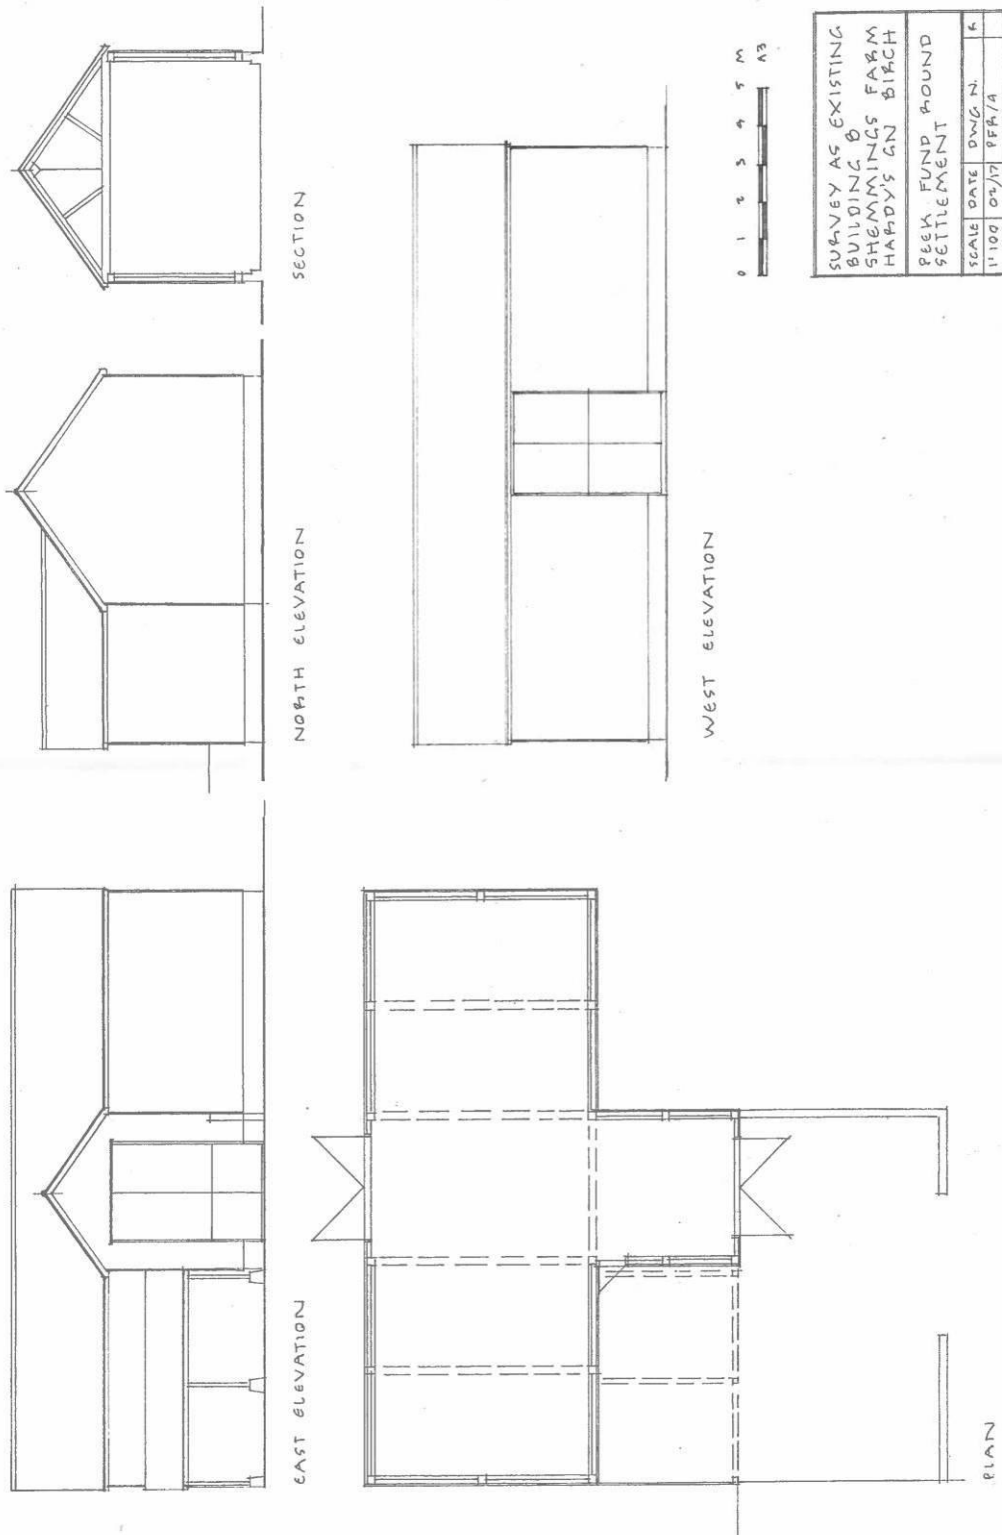 SECTION
NORTH ELEVATION
EAST ELEVATION
WEST ELEVATION
PLAN
0 1 2 3 4 5 M
A3
SURVEY AS EXISTING
BUILDING B
SHEMMINGS FARM
HARDY'S GN BIRCH
PEEK FUND ROUND
SETTLEMENT
SCALE DATE DWG N. R
1:100 02/17 PFR/A